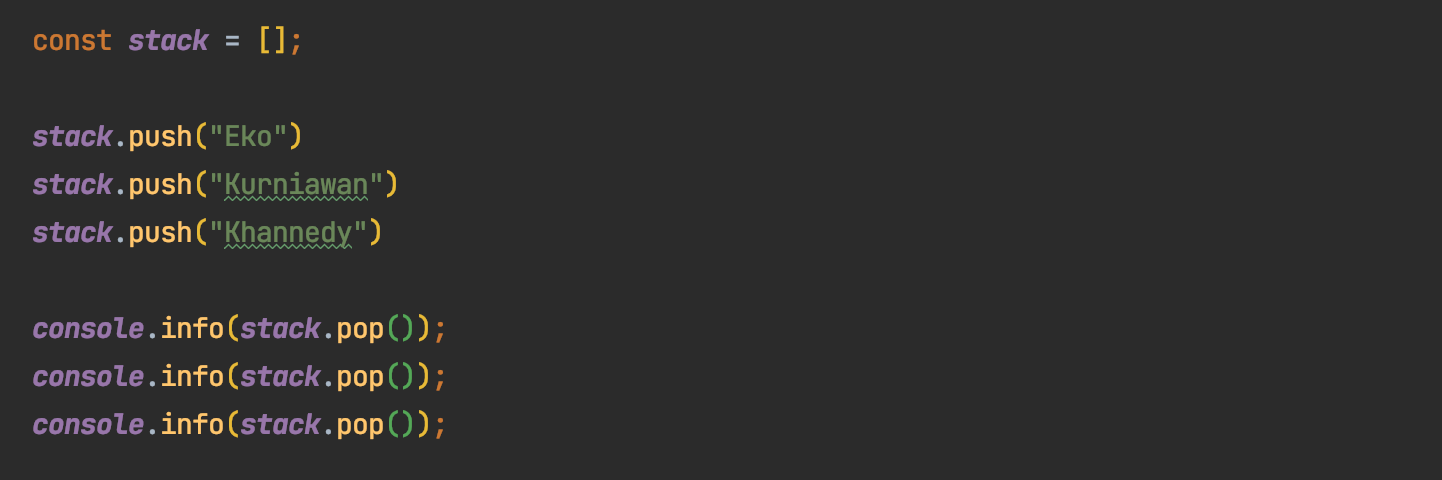 const stack = [];
stack.push("Eko")
stack.push("Kurniawan")
stack.push("Khannedy")
console.info(stack.pop());
console.info(stack.pop());
console.info(stack.pop());